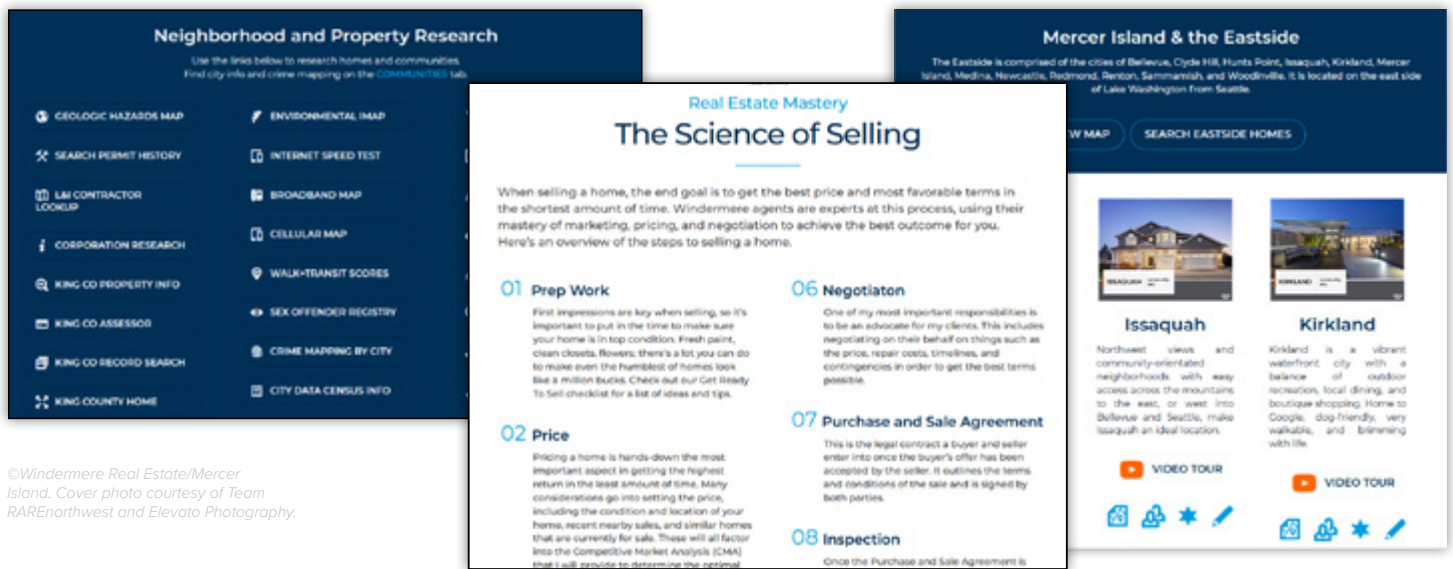 Neighborhood and Property Research
Use the links below to research homes and communities.
Find city info and crime mapping on the COMMUNITIES tab.
GEOLOGIC HAZARDS MAP
SEARCH PERMIT HISTORY
L&I CONTRACTOR
LOOKUP
CORPORATION RESEARCH
KING CO PROPERTY INFO
KING CO ASSESSOR
KING CO RECORD SEARCH
KING COUNTY HOME
ENVIRONMENTAL IMAP
INTERNET SPEED TEST
BROADBAND MAP
CELLULAR MAP
WALK+TRANSIT SCORES
SEX OFFENDER REGISTRY
CRIME MAPPING BY CITY
CITY DATA CENSUS INFO
©Windermere Real Estate/Mercer
Island. Cover photo courtesy of Team
RAREnorthwest and Elevato Photography.
Real Estate Mastery
The Science of Selling
When selling a home, the end goal is to get the best price and most favorable terms in
the shortest amount of time. Windermere agents are experts at this process, using their
mastery of marketing, pricing, and negotiation to achieve the best outcome for you.
Here's an overview of the steps to selling a home.
01 Prep Work
First impressions are key when selling, so it's
important to put in the time to make sure
your home is in top condition. Fresh paint,
clean closets, flowers; there's a lot you can do
to make even the humblest of homes look
like a million bucks. Check out our Get Ready
To Sell checklist for a list of ideas and tips.
02 Price
Pricing a home is hands-down the most
important aspect in getting the highest
return in the least amount of time. Many
considerations go into setting the price,
including the condition and location of your
home, recent nearby sales, and similar homes
that are currently for sale. These will all factor
into the Competitive Market Analysis (CMA)
that I will provide to determine the optimal
06 Negotiaton
One of my most important responsibilities is
to be an advocate for my clients. This includes
negotiating on their behalf on things such as
the price, repair costs, timelines, and
contingencies in order to get the best terms
possible.
07 Purchase and Sale Agreement
This is the legal contract a buyer and seller
enter into once the buyer's offer has been
accepted by the seller. It outlines the terms
and conditions of the sale and is signed by
both parties.
08 Inspection
Once the Purchase and Sale Agreement is
Mercer Island & the Eastside
The Eastside is comprised of the cities of Bellevue, Clyde Hill, Hunts Point, Issaquah, Kirkland, Mercer
Island, Medina, Newcastle, Redmond, Renton, Sammamish, and Woodinville. It is located on the east side
of Lake Washington from Seattle.
MAP
SEARCH EASTSIDE HOMES
ISSAQUAH
Issaquah
Northwest views and
community-orientated
neighborhoods with easy
access across the mountains
to the east, or west into
Bellevue and Seattle, make
Issaquah an ideal location.
VIDEO TOUR
KIRKLAND
Kirkland
Kirkland is a vibrant
waterfront city with a
balance of outdoor
recreation, local dining, and
boutique shopping. Home to
Google, dog-friendly, very
walkable, and brimming
with life.
VIDEO TOUR